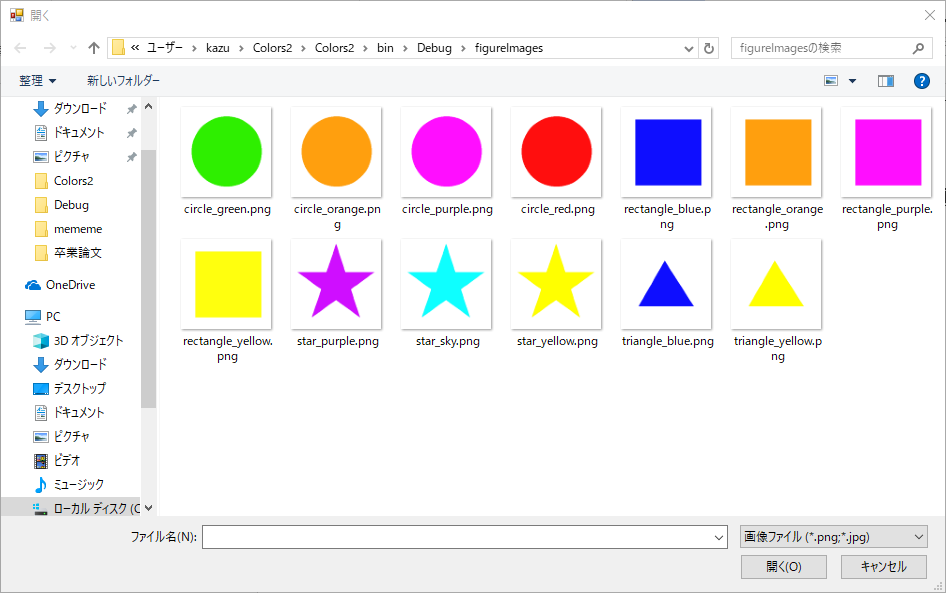 開く
« ユーザー › kazu › Colors2 › Colors2 › bin › Debug › figureImages
figureImagesの検索
整理
新しいフォルダー
ダウンロード
ドキュメント
ピクチャ
Colors2
Debug
mememe
卒業論文
OneDrive
PC
3D オブジェクト
ダウンロード
デスクトップ
ドキュメント
ピクチャ
ビデオ
ミュージック
ローカル ディスク (C
circle_green.png
circle_orange.pn
g
circle_purple.png
circle_red.png
rectangle_blue.p
ng
rectangle_orange
.png
rectangle_purple.
png
rectangle_yellow.
png
star_purple.png
star_sky.png
star_yellow.png
triangle_blue.png
triangle_yellow.p
ng
ファイル名(N):
画像ファイル (*.png;*.jpg)
開く(O)
キャンセル